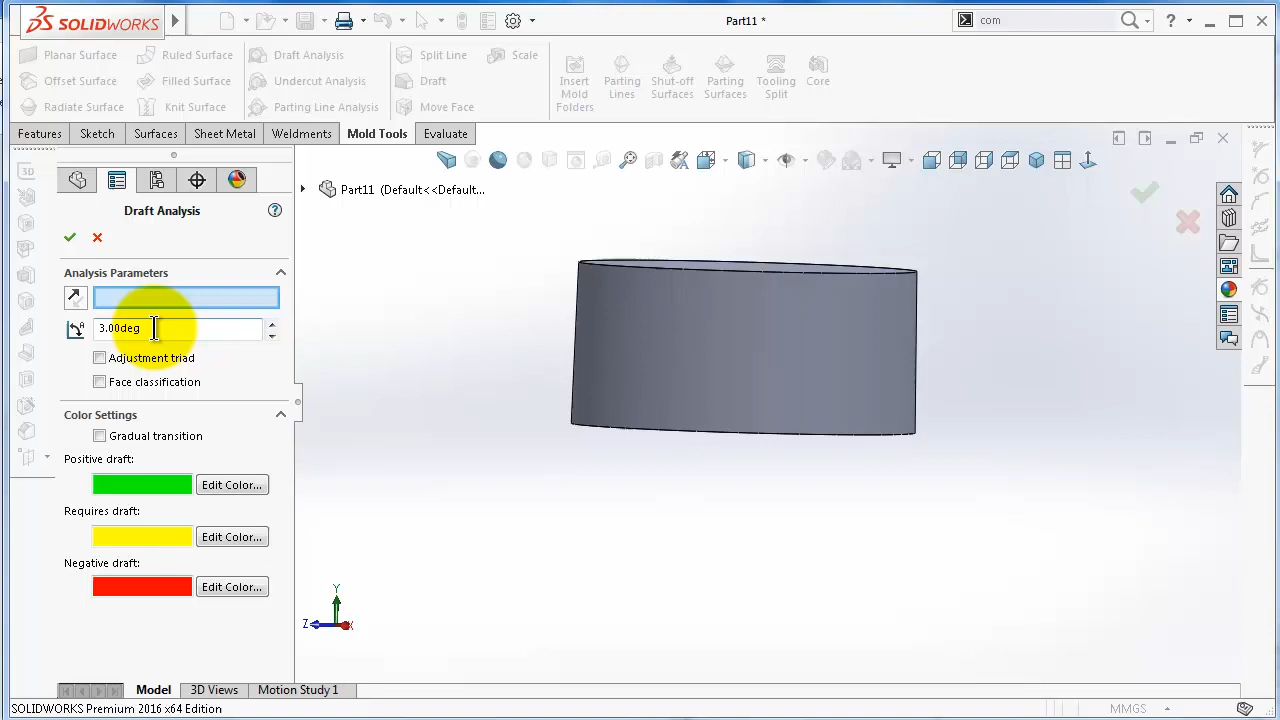 SOLIDWORKS
Part11 *
com
Planar Surface
Ruled Surface
Draft Analysis
Split Line
Scale
Offset Surface
Filled Surface
Undercut Analysis
Draft
Radiate Surface
Knit Surface
Parting Line Analysis
Move Face
Insert
Mold
Folders
Parting
Lines
Shut-off
Surfaces
Parting
Surfaces
Tooling
Split
Core
Features
Sketch
Surfaces
Sheet Metal
Weldments
Mold Tools
Evaluate
3D
Part11 (Default<<Default...
Draft Analysis
Analysis Parameters
3.00deg
Adjustment triad
Face classification
Color Settings
Gradual transition
Positive draft:
Edit Color...
Requires draft:
Edit Color...
Negative draft:
Edit Color...
Y
Z
X
Model
3D Views
Motion Study 1
SOLIDWORKS Premium 2016 x64 Edition
MMGS